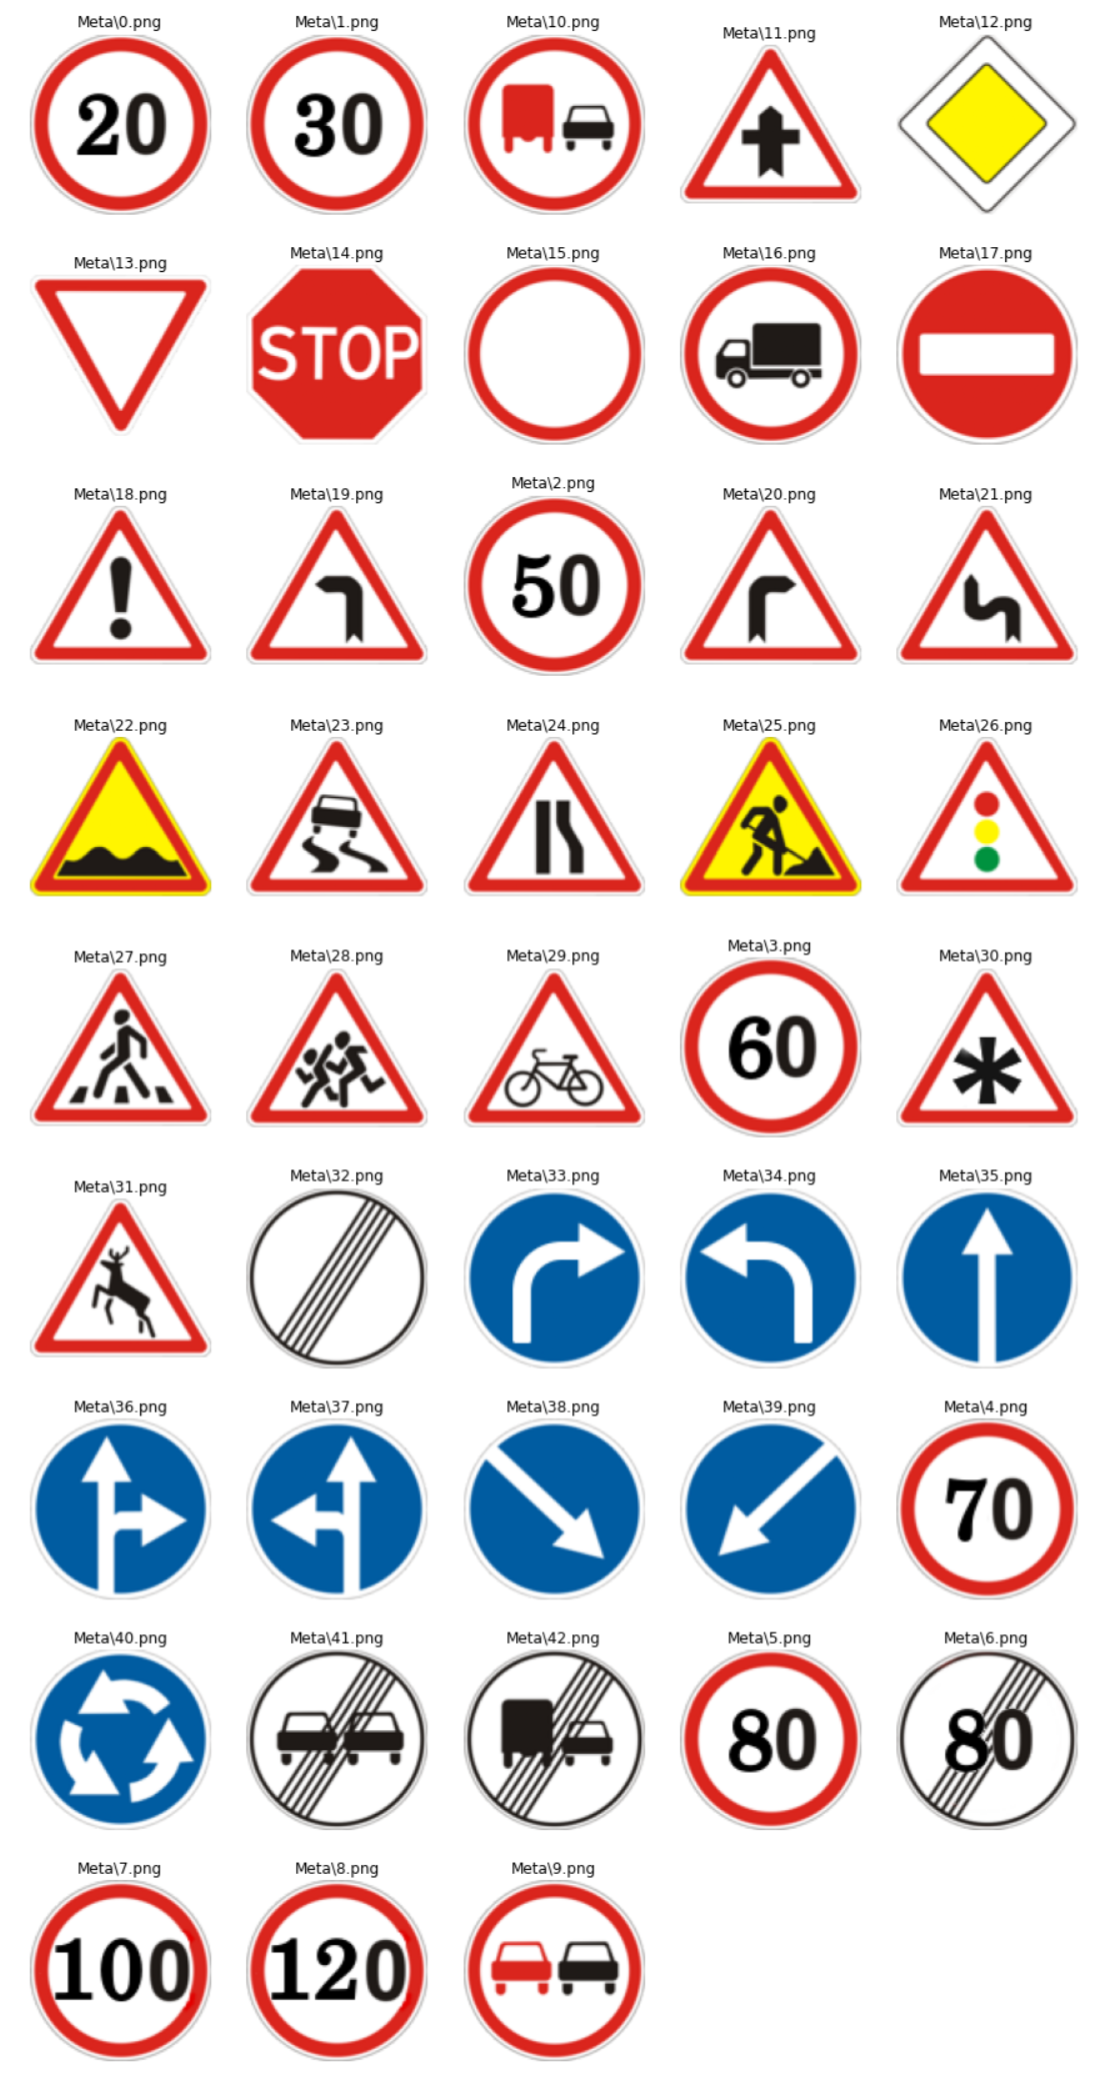 Meta\0.png Meta\1.png Meta\10.png Meta\11.png Meta\12.png
20 30
Meta\13.png Meta\14.png Meta\15.png Meta\16.png Meta\17.png
STOP
Meta\18.png Meta\19.png Meta\2.png Meta\20.png Meta\21.png
! 50
Meta\22.png Meta\23.png Meta\24.png Meta\25.png Meta\26.png
Meta\27.png Meta\28.png Meta\29.png Meta\3.png Meta\30.png
60
Meta\31.png Meta\32.png Meta\33.png Meta\34.png Meta\35.png
Meta\36.png Meta\37.png Meta\38.png Meta\39.png Meta\4.png
70
Meta\40.png Meta\41.png Meta\42.png Meta\5.png Meta\6.png
80 80
Meta\7.png Meta\8.png Meta\9.png
100 120